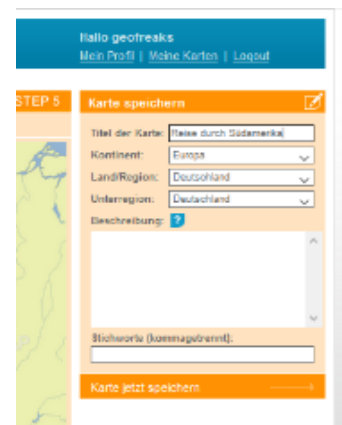 Hallo geofreaks
Mein Profil | Meine Karten | Logout
STEP 5
Karte speichern
Titel der Karte: Reise durch Südamerika
Kontinent: Europa
Land/Region: Deutschland
Unterregion: Deutschland
Beschreibung: ?
Stichworte (kommagetrennt):
Karte jetzt speichern